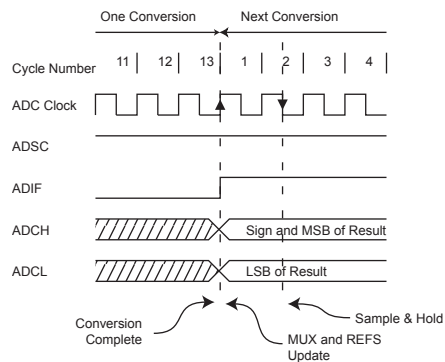 One Conversion Next Conversion
Cycle Number 11 12 13 1 2 3 4
ADC Clock
ADSC
ADIF
ADCH Sign and MSB of Result
ADCL LSB of Result
Conversion
Complete
MUX and REFS
Update
Sample & Hold